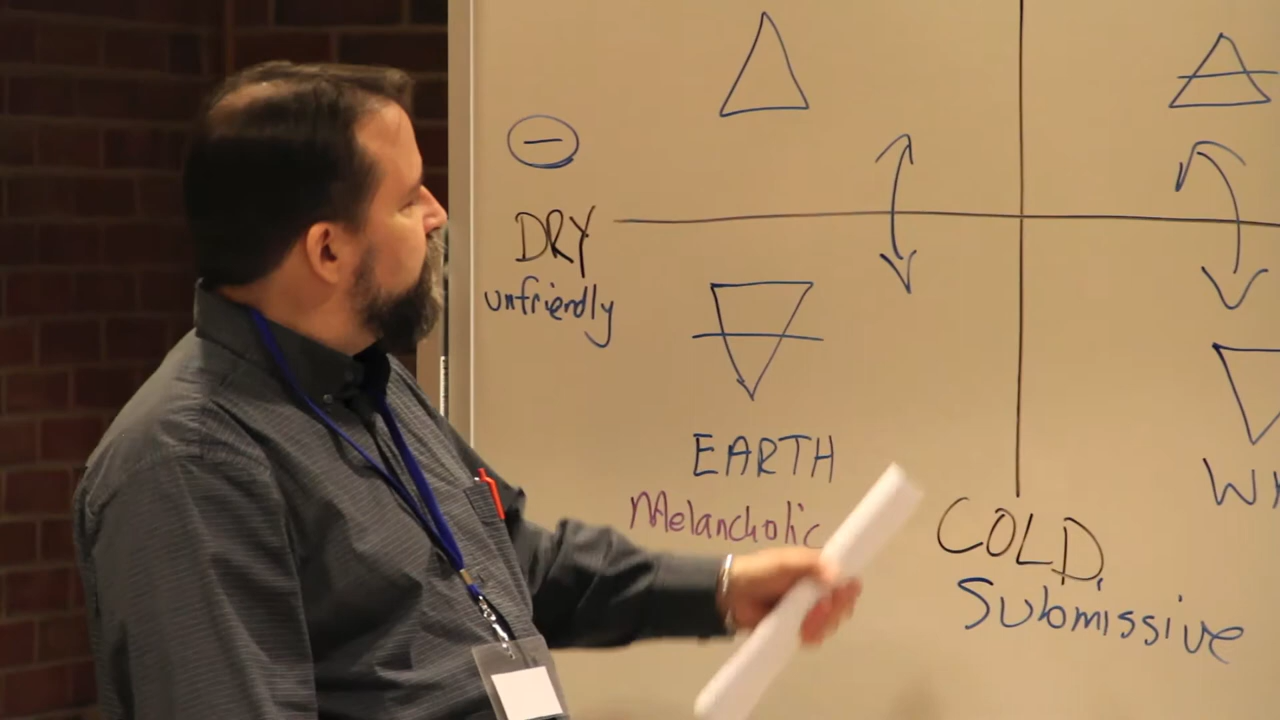 DRY
unfriendly
EARTH
Melancholic
COLD
Submissive